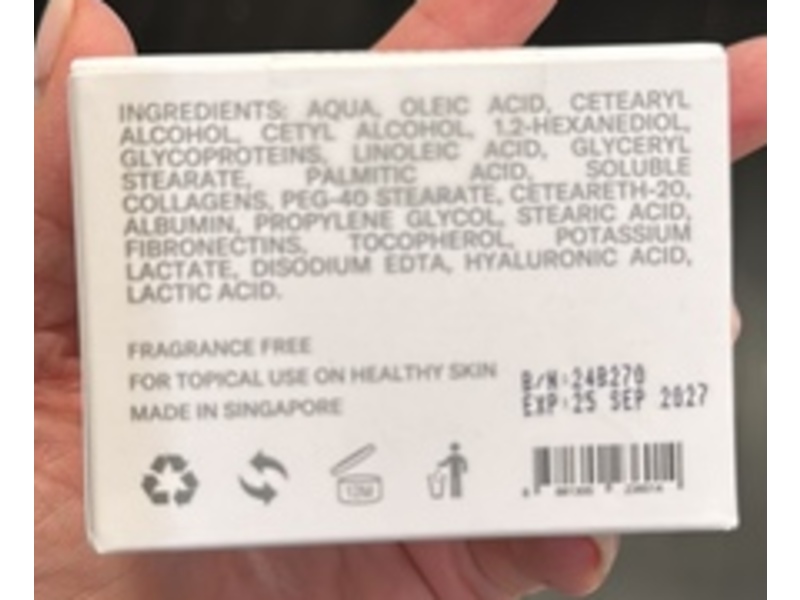 INGREDIENTS: AQUA, OLEIC ACID, CETEARYL
ALCOHOL, CETYL ALCOHOL, 1,2-HEXANEDIOL,
GLYCOPROTEINS, LINOLEIC ACID, GLYCERYL
STEARATE, PALMITIC ACID, SOLUBLE
COLLAGENS, PEG-40 STEARATE, CETEARETH-20,
ALBUMIN, PROPYLENE GLYCOL, STEARIC ACID,
FIBRONECTINS, TOCOPHEROL, POTASSIUM
LACTATE, DISODIUM EDTA, HYALURONIC ACID,
LACTIC ACID.
FRAGRANCE FREE
FOR TOPICAL USE ON HEALTHY SKIN
MADE IN SINGAPORE
B/N:24B270
EXP:25 SEP 2027
12M